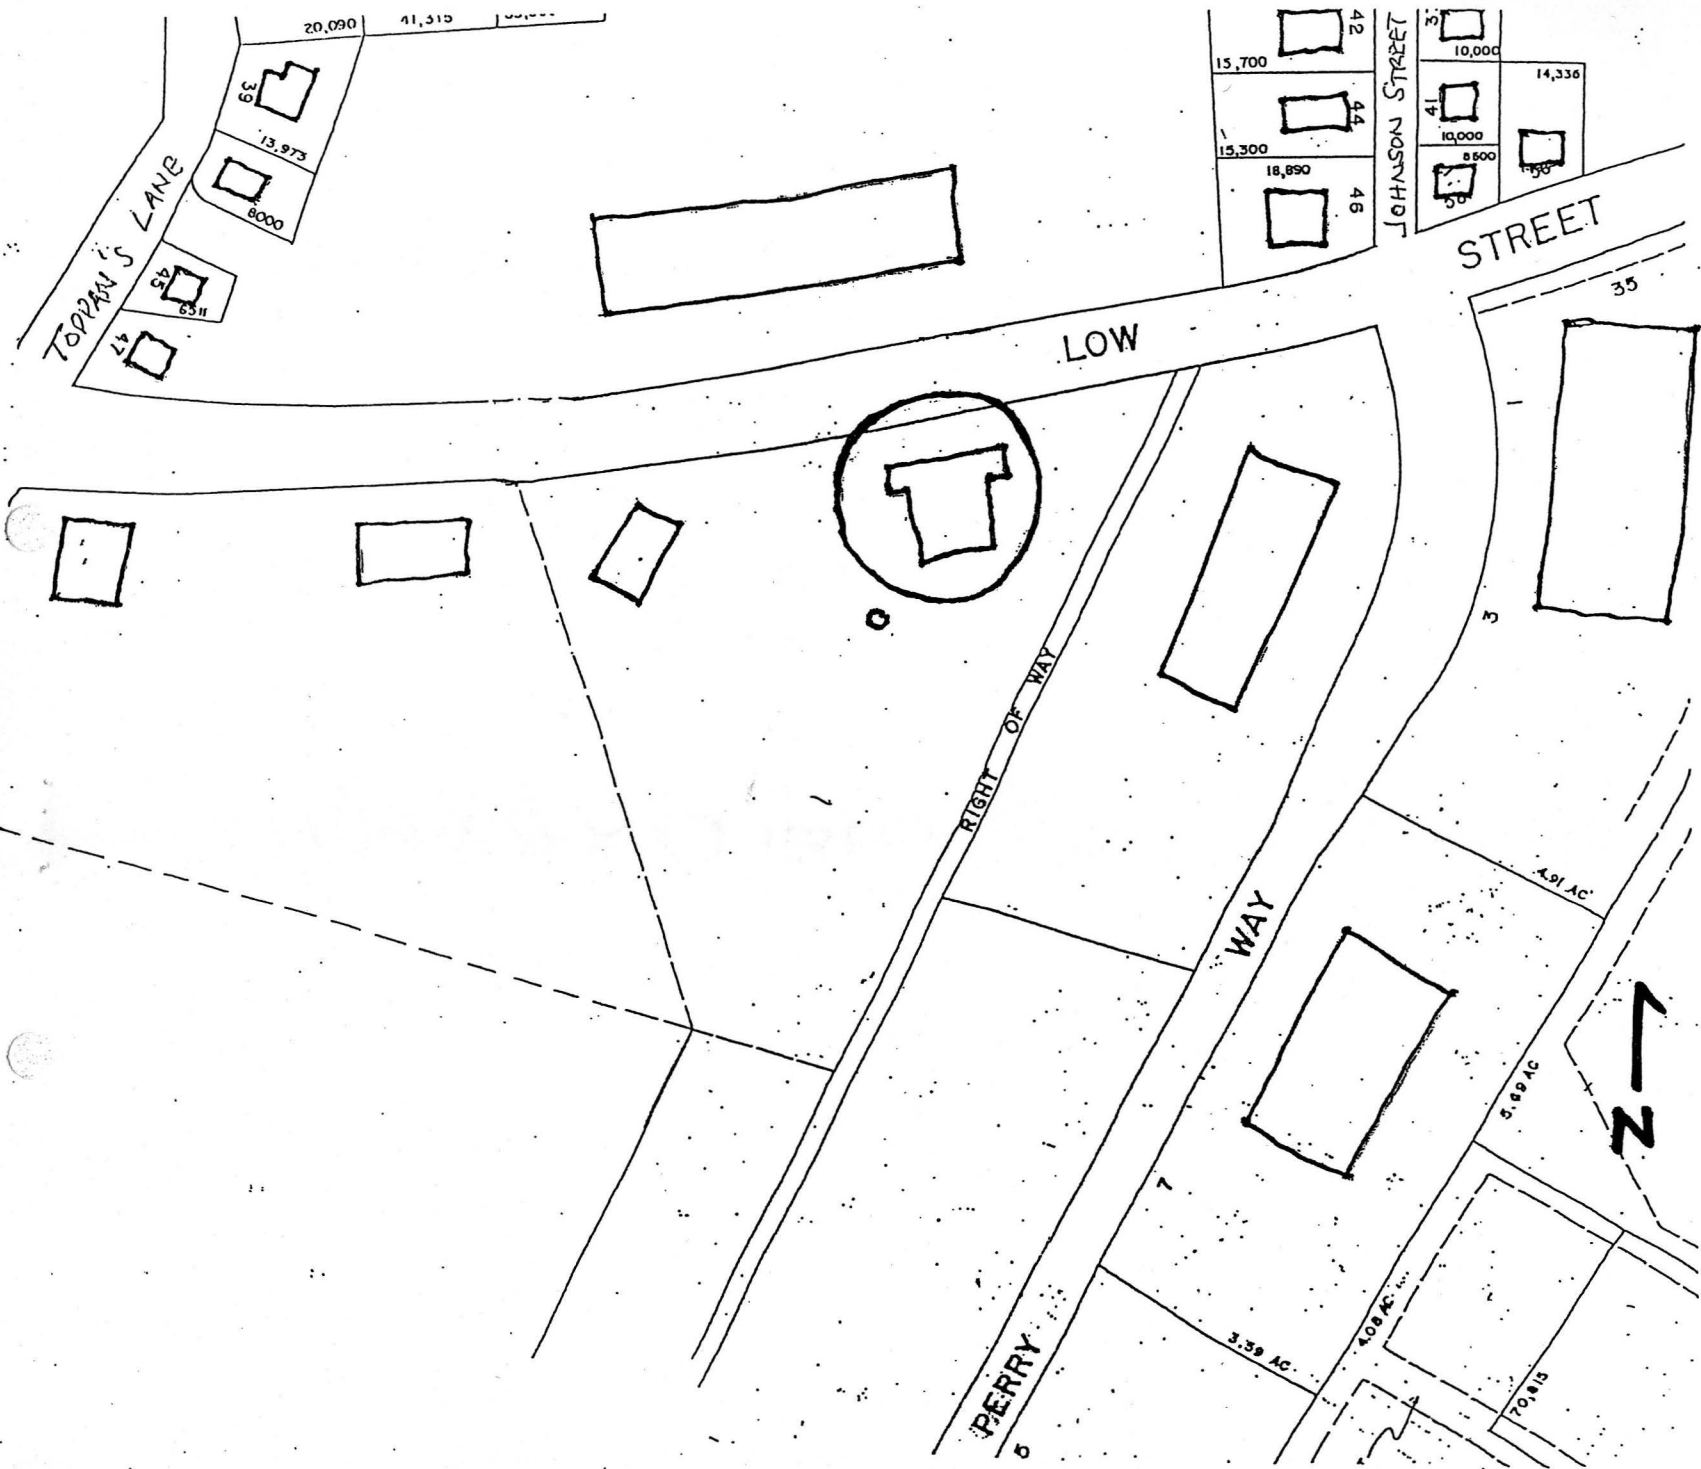 20,090
41,315
39
13,973
8000
TOPPAN'S LANE
45
6511
47
42
15,700
44
15,300
18,890
46
JOHNSON STREET
10,000
41
10,000
8500
50
14,336
LOW STREET
35
1
3
RIGHT OF WAY
4.91 AC.
PERRY WAY
7
5.69 AC
N
3.39 AC.
4.08 AC.
70,815
5